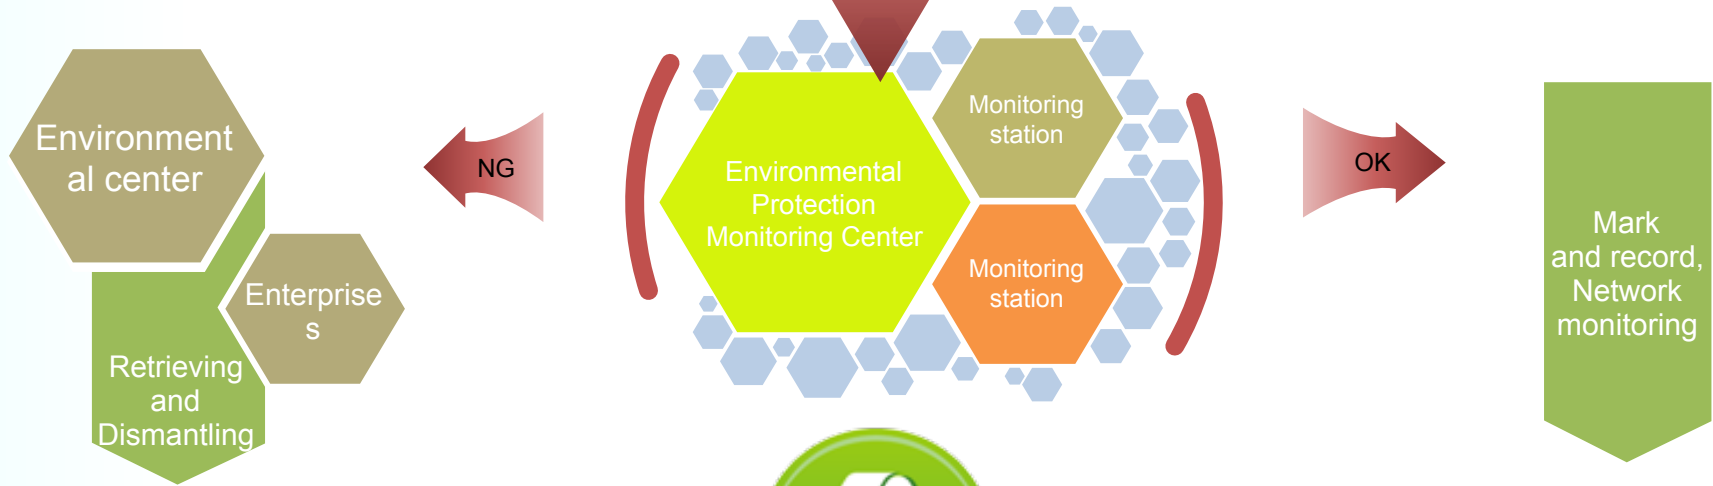 Environment
al center
Enterprise
s
Retrieving
and
Dismantling
NG
Environmental
Protection
Monitoring Center
Monitoring
station
Monitoring
station
OK
Mark
and record,
Network
monitoring